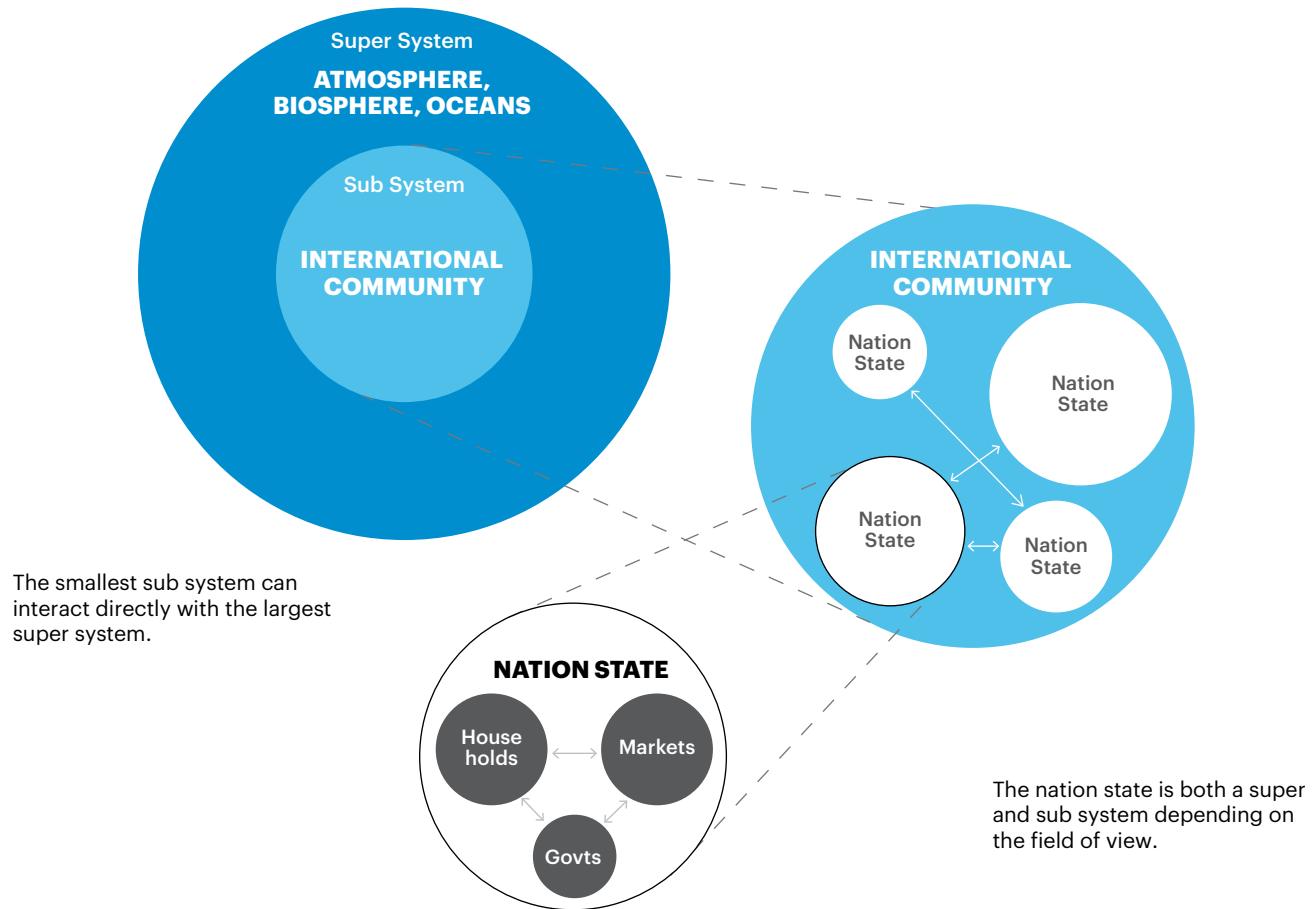 Super System
ATMOSPHERE,
BIOSPHERE, OCEANS
Sub System
INTERNATIONAL
COMMUNITY
INTERNATIONAL
COMMUNITY
Nation
State
Nation
State
Nation
State
Nation
State
The smallest sub system can
interact directly with the largest
super system.
NATION STATE
House
holds
Markets
Govts
The nation state is both a super
and sub system depending on
the field of view.